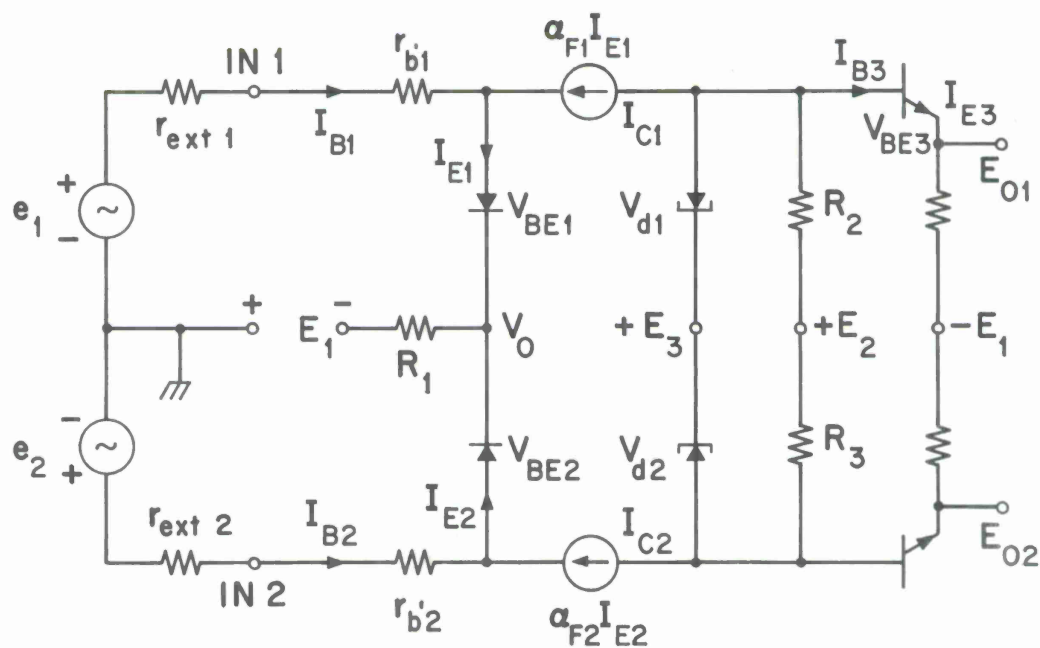 α_F1 I_E1
r_b'1
IN 1
I_B3
r_ext 1
I_B1
I_C1
I_E3
V_BE3
I_E1
E_O1
+
e_1
-
V_BE1
V_d1
R_2
+
-
E_1
R_1
V_O
+ E_3
+E_2
-E_1
-
e_2
+
V_BE2
V_d2
R_3
r_ext 2
I_B2
I_E2
I_C2
E_O2
IN 2
r_b'2
α_F2 I_E2